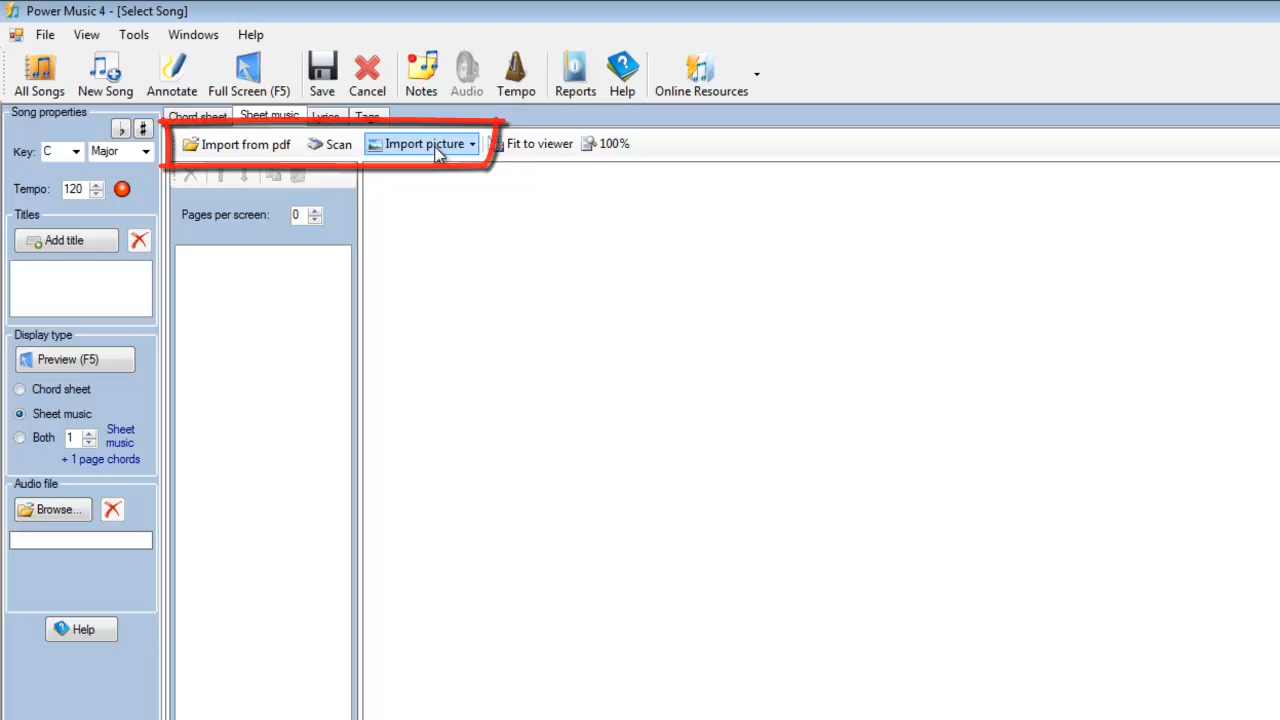 Power Music 4 - [Select Song]
File View Tools Windows Help
All Songs New Song Annotate Full Screen (F5) Save Cancel Notes Audio Tempo Reports Help Online Resources
Song properties
Chord sheet Sheet music Lyrics Tags
Import from pdf Scan Import picture Fit to viewer 100%
Key: C Major
Tempo: 120
Titles
Pages per screen: 0
Add title
Display type
Preview (F5)
Chord sheet
Sheet music
Both 1 Sheet music
+ 1 page chords
Audio file
Browse...
Help